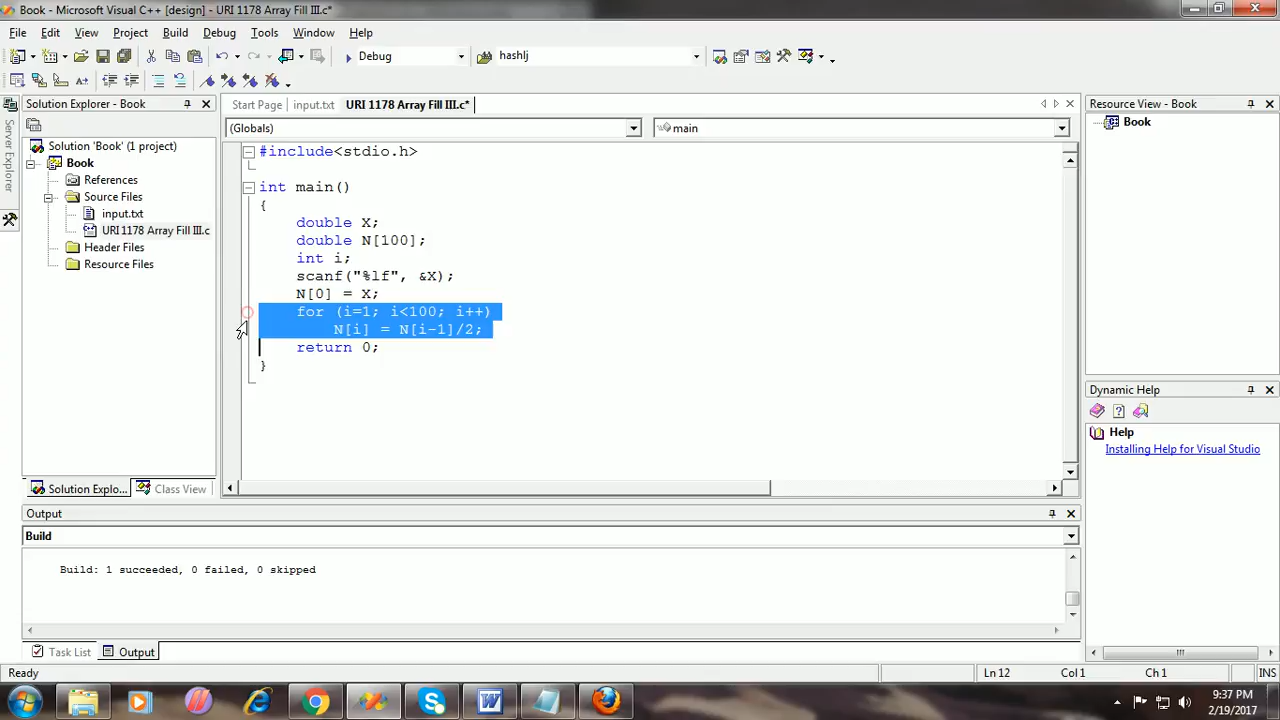 Book - Microsoft Visual C++ [design] - URI 1178 Array Fill III.c*
File Edit View Project Build Debug Tools Window Help
Debug hashlj
Solution Explorer - Book
Start Page input.txt URI 1178 Array Fill III.c*
Resource View - Book
Server Explorer
(Globals) main
Book
Solution 'Book' (1 project)
Book
References
Source Files
input.txt
URI 1178 Array Fill III.c
Header Files
Resource Files
#include<stdio.h>
int main()
{
double X;
double N[100];
int i;
scanf("%lf", &X);
N[0] = X;
for (i=1; i<100; i++)
N[i] = N[i-1]/2;
return 0;
}
Dynamic Help
Help
Installing Help for Visual Studio
Solution Explo... Class View
Output
Build
Build: 1 succeeded, 0 failed, 0 skipped
Task List Output
Ready Ln 12 Col 1 Ch 1 INS
9:37 PM
2/19/2017